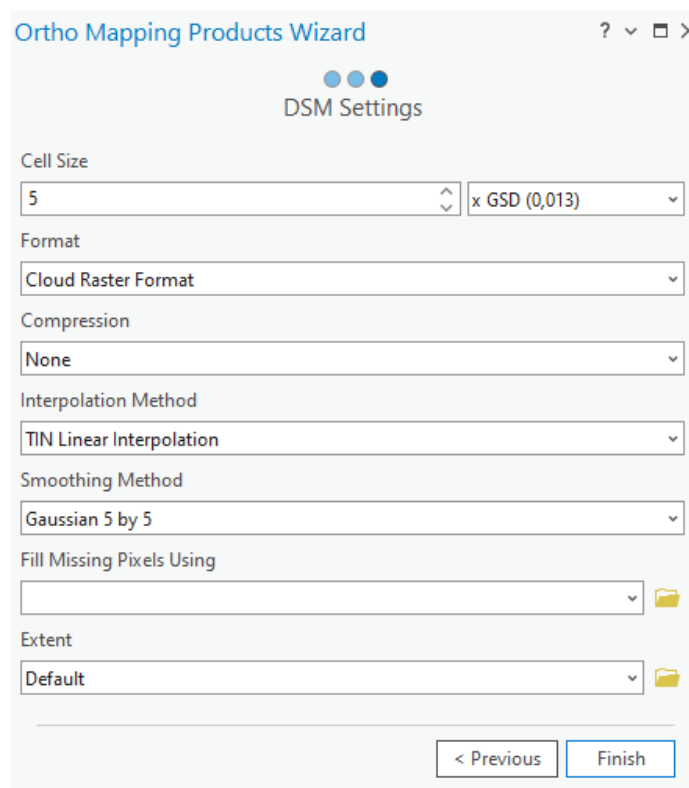 Ortho Mapping Products Wizard ?
DSM Settings
Cell Size
5 x GSD (0,013)
Format
Cloud Raster Format
Compression
None
Interpolation Method
TIN Linear Interpolation
Smoothing Method
Gaussian 5 by 5
Fill Missing Pixels Using
Extent
Default
< Previous Finish